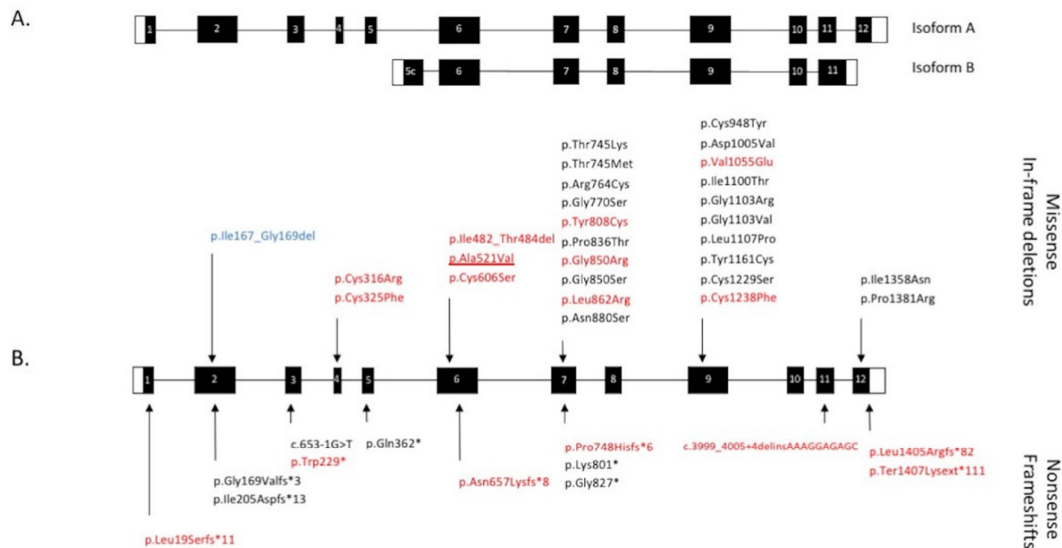 A.
1 2 3 4 5 6 7 8 9 10 11 12 Isoform A
5c 6 7 8 9 10 11 Isoform B
Missense
In-frame deletions
p.Ile167_Gly169del
p.Cys316Arg
p.Cys325Phe
p.Ile482_Thr484del
p.Ala521Val
p.Cys606Ser
p.Thr745Lys
p.Thr745Met
p.Arg764Cys
p.Gly770Ser
p.Tyr808Cys
p.Pro836Thr
p.Gly850Arg
p.Gly850Ser
p.Leu862Arg
p.Asn880Ser
p.Cys948Tyr
p.Asp1005Val
p.Val1055Glu
p.Ile1100Thr
p.Gly1103Arg
p.Gly1103Val
p.Leu1107Pro
p.Tyr1161Cys
p.Cys1229Ser
p.Cys1238Phe
p.Ile1358Asn
p.Pro1381Arg
B.
1 2 3 4 5 6 7 8 9 10 11 12
p.Leu19Serfs*11
p.Gly169Valfs*3
p.Ile205Aspfs*13
c.653-1G>T
p.Trp229*
p.Gln362*
p.Asn657Lysfs*8
p.Pro748Hisfs*6
p.Lys801*
p.Gly827*
c.3999_4005+4delinsAAAGGAGAGC
p.Leu1405Argfs*82
p.Ter1407Lysext*111
Nonsense
Frameshifts